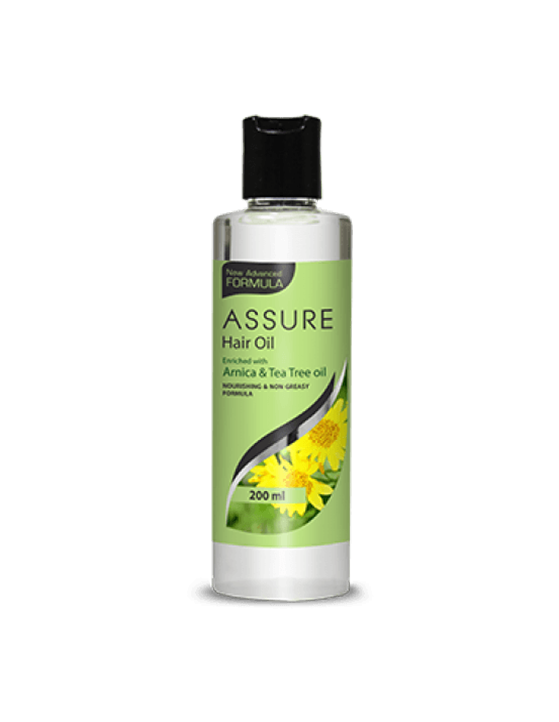 New Advanced
FORMULA
ASSURE
Hair Oil
Enriched with
Arnica & Tea Tree oil
NOURISHING & NON GREASY
FORMULA
200 ml